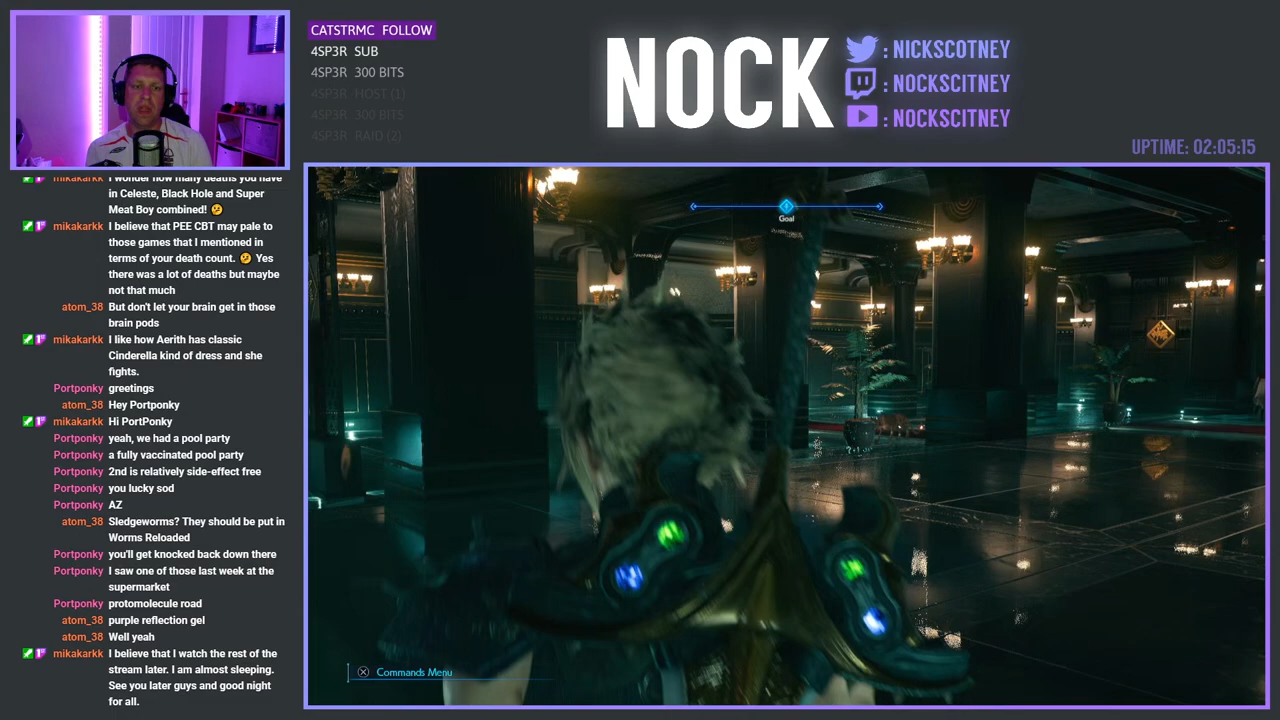 CATSTRMC FOLLOW
4SP3R SUB
4SP3R 300 BITS
4SP3R HOST (1)
4SP3R 300 BITS
4SP3R RAID (2)
NOCK
: NICKSCOTNEY
: NOCKSCITNEY
: NOCKSCITNEY
UPTIME: 02:05:15
mikakarkk I wonder how many deaths you have
in Celeste, Black Hole and Super
Meat Boy combined! 🤔
mikakarkk I believe that PEE CBT may pale to
those games that I mentioned in
terms of your death count. 🤔 Yes
there was a lot of deaths but maybe
not that much
atom_38 But don't let your brain get in those
brain pods
mikakarkk I like how Aerith has classic
Cinderella kind of dress and she
fights.
Portponky greetings
atom_38 Hey Portponky
mikakarkk Hi PortPonky
Portponky yeah, we had a pool party
Portponky a fully vaccinated pool party
Portponky 2nd is relatively side-effect free
Portponky you lucky sod
Portponky AZ
atom_38 Sledgeworms? They should be put in
Worms Reloaded
Portponky you'll get knocked back down there
Portponky I saw one of those last week at the
supermarket
Portponky protomolecule road
atom_38 purple reflection gel
atom_38 Well yeah
mikakarkk I believe that I watch the rest of the
stream later. I am almost sleeping.
See you later guys and good night
for all.
Goal
Commands Menu